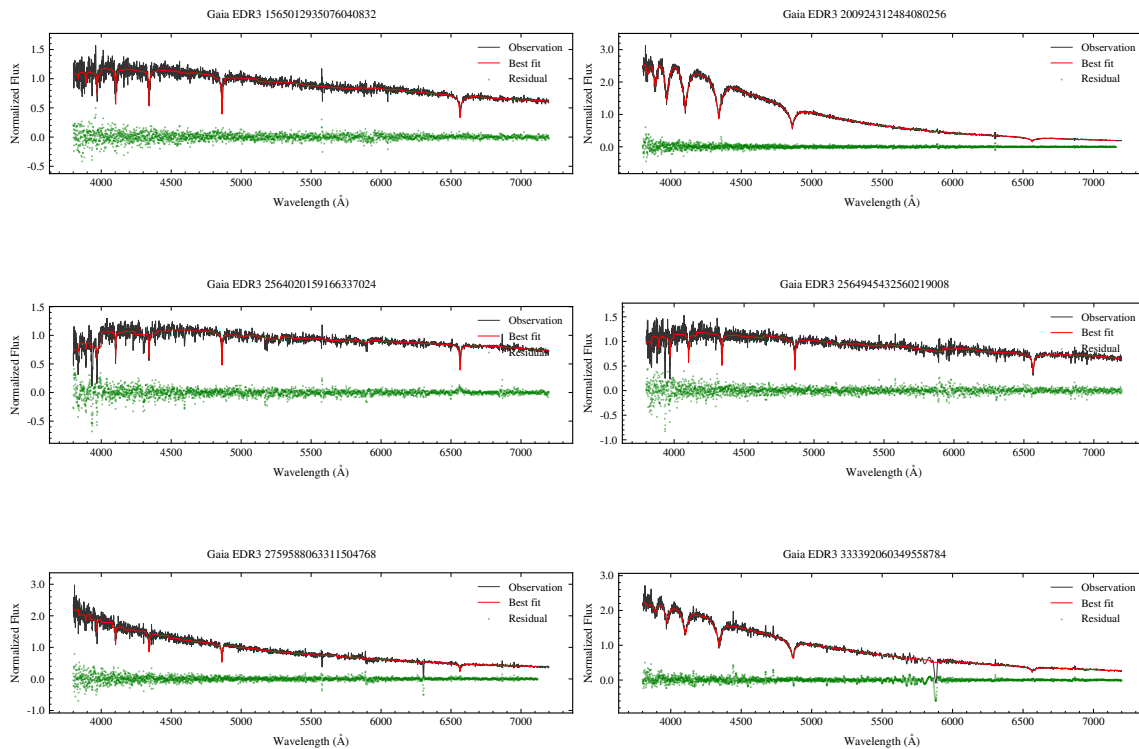 Gaia EDR3 1565012935076040832
Normalized Flux
1.5
1.0
0.5
0.0
-0.5
Observation
Best fit
Residual
4000 4500 5000 5500 6000 6500 7000
Wavelength (Å)
Gaia EDR3 200924312484080256
Normalized Flux
3.0
2.0
1.0
0.0
Observation
Best fit
Residual
4000 4500 5000 5500 6000 6500 7000
Wavelength (Å)
Gaia EDR3 2564020159166337024
Normalized Flux
1.5
1.0
0.5
0.0
-0.5
Observation
Best fit
Residual
4000 4500 5000 5500 6000 6500 7000
Wavelength (Å)
Gaia EDR3 2564945432560219008
Normalized Flux
1.5
1.0
0.5
0.0
-0.5
-1.0
Observation
Best fit
Residual
4000 4500 5000 5500 6000 6500 7000
Wavelength (Å)
Gaia EDR3 2759588063311504768
Normalized Flux
3.0
2.0
1.0
0.0
-1.0
Observation
Best fit
Residual
4000 4500 5000 5500 6000 6500 7000
Wavelength (Å)
Gaia EDR3 333392060349558784
Normalized Flux
3.0
2.0
1.0
0.0
Observation
Best fit
Residual
4000 4500 5000 5500 6000 6500 7000
Wavelength (Å)